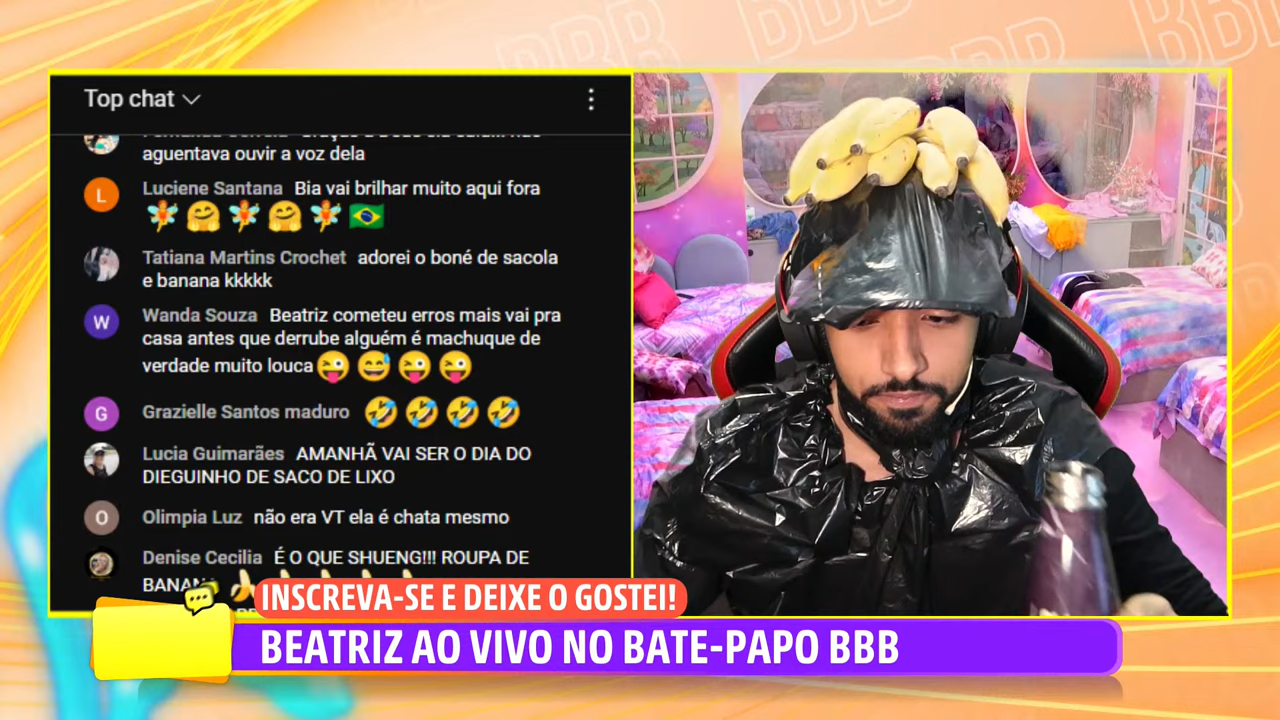 BBB
BBB
BBB
BBB
Top chat
aguentava ouvir a voz dela
L
Luciene Santana Bia vai brilhar muito aqui fora
Tatiana Martins Crochet adorei o boné de sacola
e banana kkkkk
W
Wanda Souza Beatriz cometeu erros mais vai pra
casa antes que derrube alguém é machuque de
verdade muito louca😜😅😜😜
G
Grazielle Santos maduro 🤣🤣🤣🤣
Lucia Guimarães AMANHÃ VAI SER O DIA DO
DIEGUINHO DE SACO DE LIXO
O
Olimpia Luz não era VT ela é chata mesmo
Denise Cecilia É O QUE SHUENG!!! ROUPA DE
INSCREVA-SE E DEIXE O GOSTEI!
BEATRIZ AO VIVO NO BATE-PAPO BBB